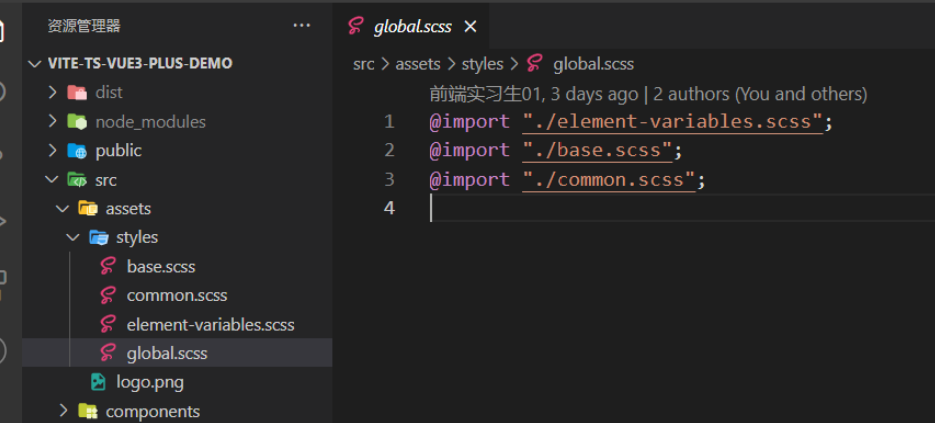 资源管理器
VITE-TS-VUE3-PLUS-DEMO
dist
node_modules
public
src
assets
styles
base.scss
common.scss
element-variables.scss
global.scss
logo.png
components
global.scss
src > assets > styles > global.scss
前端实习生01, 3 days ago | 2 authors (You and others)
1 @import "./element-variables.scss";
2 @import "./base.scss";
3 @import "./common.scss";
4